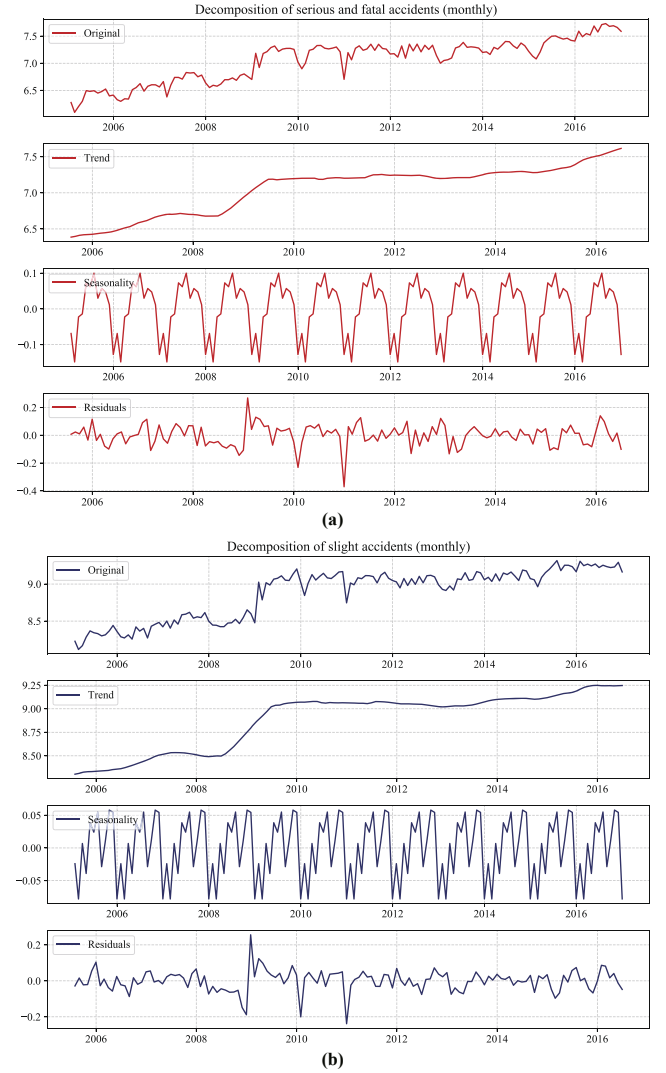 Decomposition of serious and fatal accidents (monthly)
Original
7.5
7.0
6.5
2006 2008 2010 2012 2014 2016
Trend
7.5
7.0
6.5
2006 2008 2010 2012 2014 2016
Seasonality
0.1
0.0
−0.1
2006 2008 2010 2012 2014 2016
Residuals
0.2
0.0
−0.2
−0.4
2006 2008 2010 2012 2014 2016
(a)
Decomposition of slight accidents (monthly)
Original
9.0
8.5
2006 2008 2010 2012 2014 2016
Trend
9.25
9.00
8.75
8.50
2006 2008 2010 2012 2014 2016
Seasonality
0.05
0.00
−0.05
2006 2008 2010 2012 2014 2016
Residuals
0.2
0.0
−0.2
2006 2008 2010 2012 2014 2016
(b)